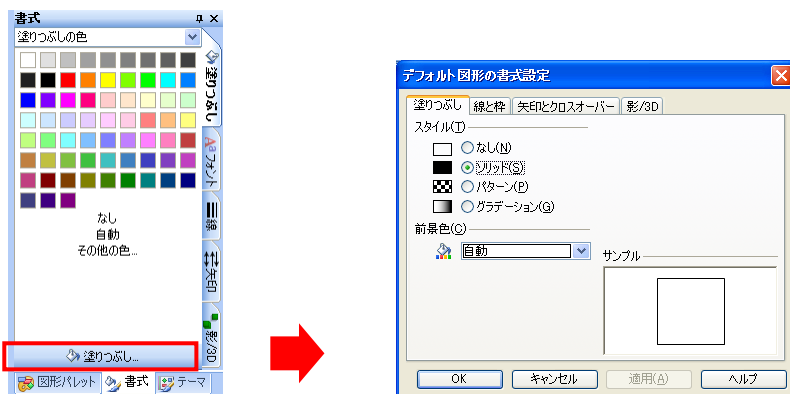 書式
塗りつぶしの色
塗りつぶし
フォント
線
矢印
影/3D
なし
自動
その他の色...
塗りつぶし...
図形パレット
書式
テーマ
デフォルト図形の書式設定
塗りつぶし 線と枠 矢印とクロスオーバー 影/3D
スタイル(T)
なし(N)
ソリッド(S)
パターン(P)
グラデーション(G)
前景色(C)
自動
サンプル
OK キャンセル 適用(A) ヘルプ